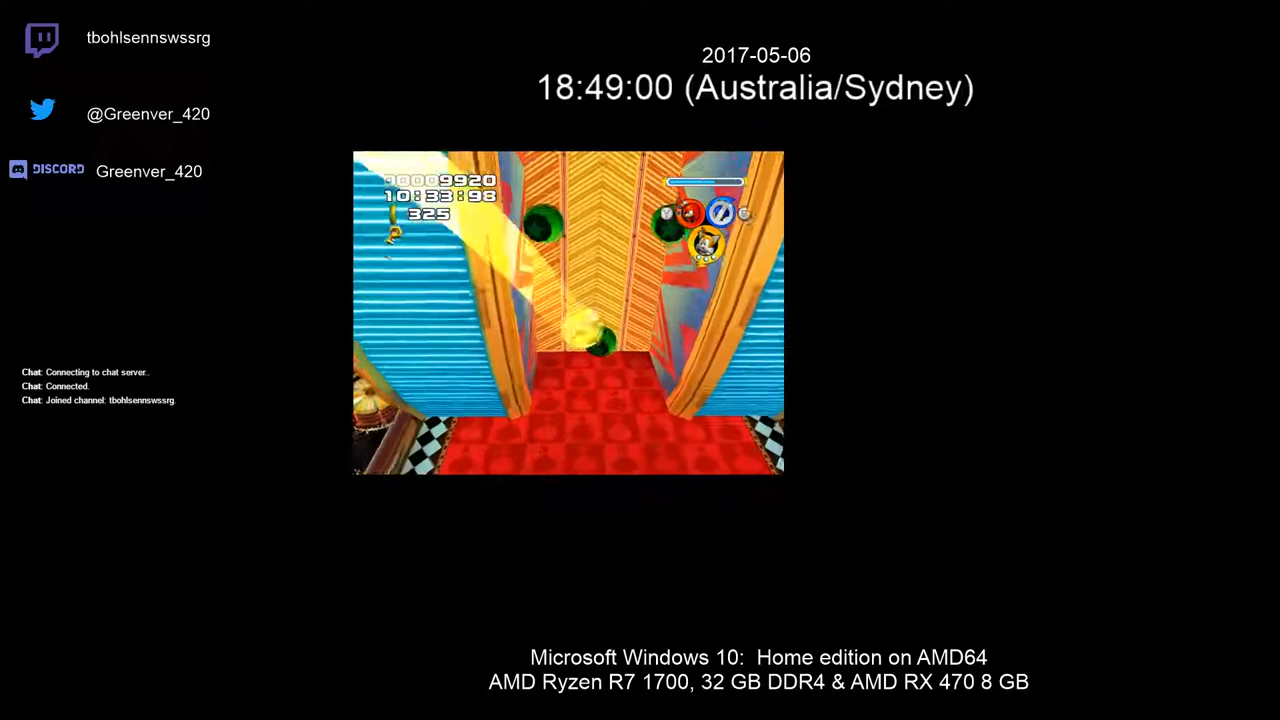 tbohlsennswssrg
2017-05-06
18:49:00 (Australia/Sydney)
@Greenver_420
DISCORD Greenver_420
00009920
10:33:98
325
Y
Chat: Connecting to chat server..
Chat: Connected.
Chat: Joined channel: tbohlsennswssrg.
Microsoft Windows 10: Home edition on AMD64
AMD Ryzen R7 1700, 32 GB DDR4 & AMD RX 470 8 GB